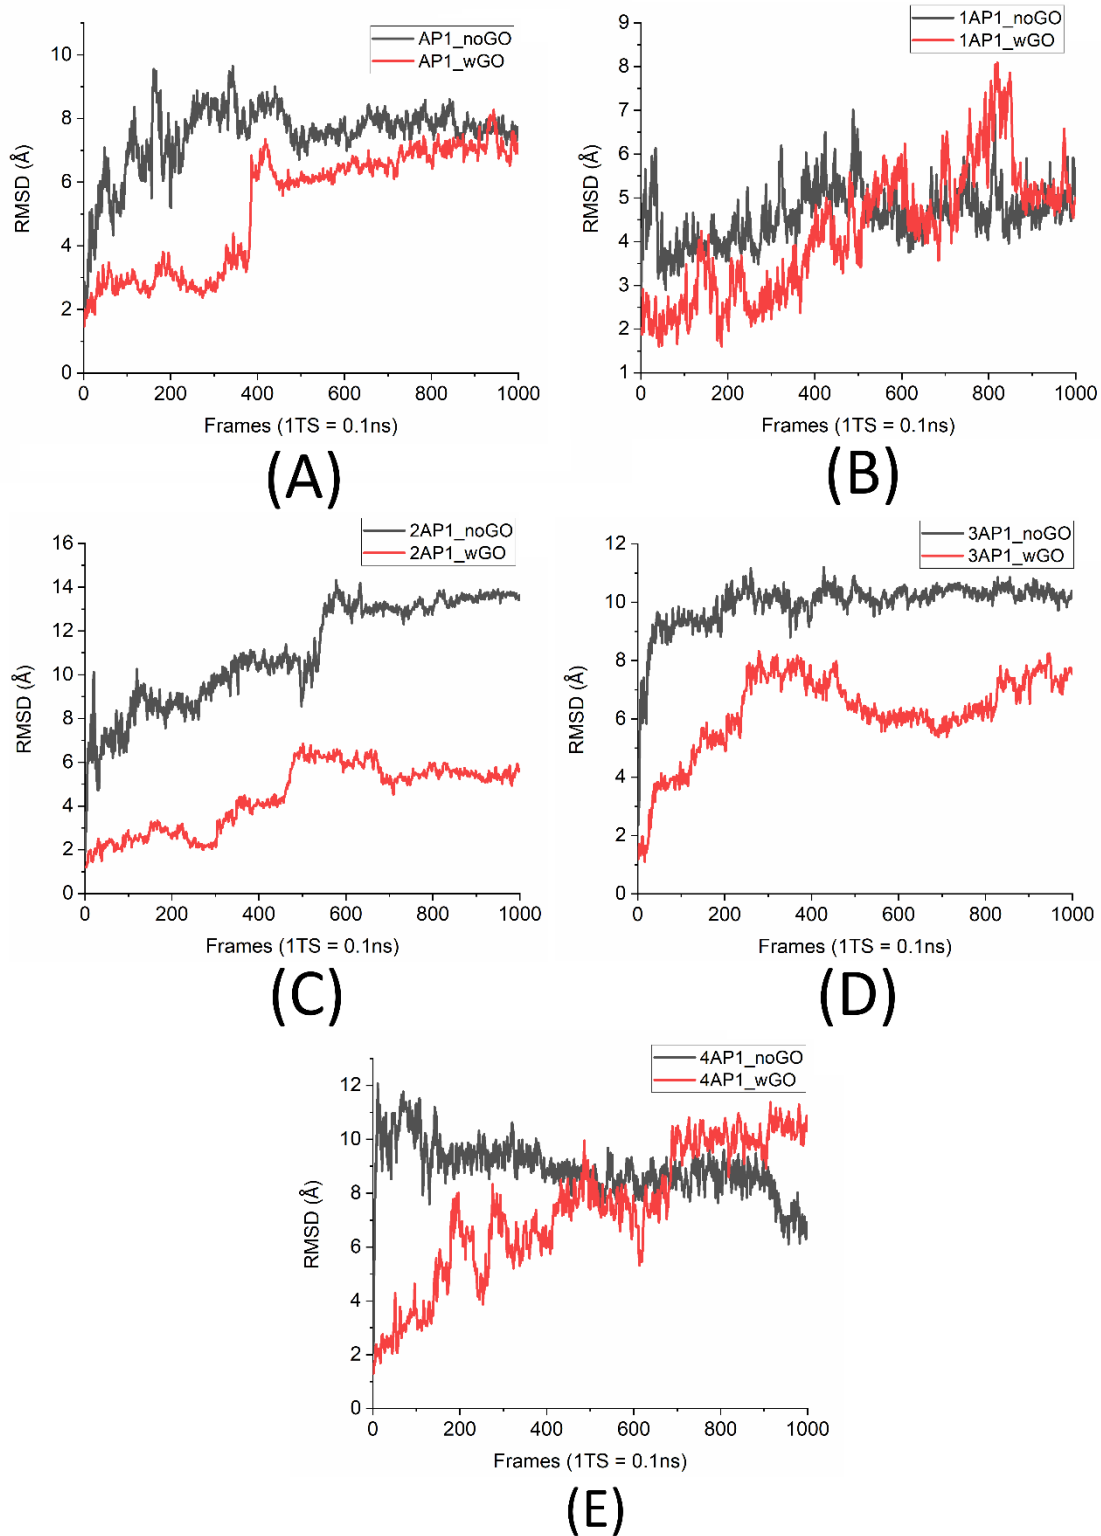 AP1_noGO
AP1_wGO
10
8
6
4
2
0
RMSD (Å)
0 200 400 600 800 1000
Frames (1TS = 0.1ns)
(A)
1AP1_noGO
1AP1_wGO
9
8
7
6
5
4
3
2
1
RMSD (Å)
0 200 400 600 800 1000
Frames (1TS = 0.1ns)
(B)
2AP1_noGO
2AP1_wGO
16
14
12
10
8
6
4
2
0
RMSD (Å)
0 200 400 600 800 1000
Frames (1TS = 0.1ns)
(C)
3AP1_noGO
3AP1_wGO
12
10
8
6
4
2
0
RMSD (Å)
0 200 400 600 800 1000
Frames (1TS = 0.1ns)
(D)
4AP1_noGO
4AP1_wGO
12
10
8
6
4
2
0
RMSD (Å)
0 200 400 600 800 1000
Frames (1TS = 0.1ns)
(E)